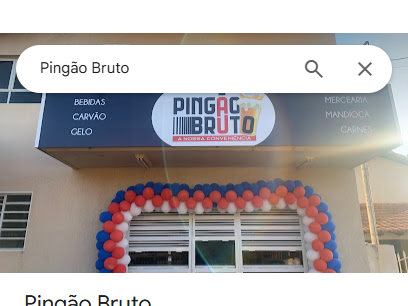 Pingão Bruto
BEBIDAS
CARVÃO
GELO
PINGÃO
BRUTO
A NOSSA CONVENIÊNCIA
MERCEARIA
MANDIOCA
CARNES
Pingão Bruto